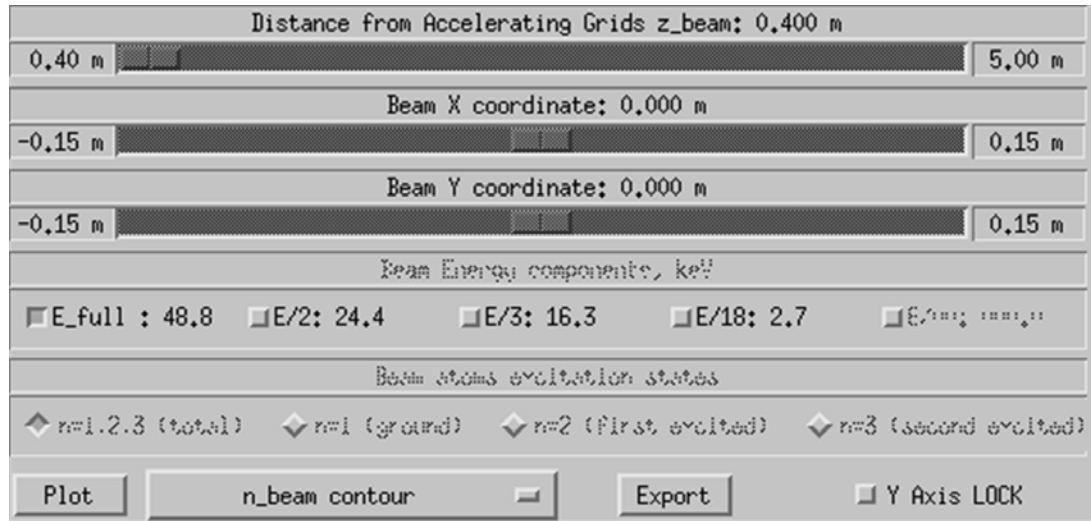 Distance from Accelerating Grids z_beam: 0.400 m
0.40 m 5.00 m
Beam X coordinate: 0.000 m
-0.15 m 0.15 m
Beam Y coordinate: 0.000 m
-0.15 m 0.15 m
Beam Energy components, keV
E_full : 48.8 E/2: 24.4 E/3: 16.3 E/18: 2.7
Beam atoms excitation states
n=1.2.3 (total) n=1 (ground) n=2 (first excited) n=3 (second excited)
Plot n_beam contour Export Y Axis LOCK